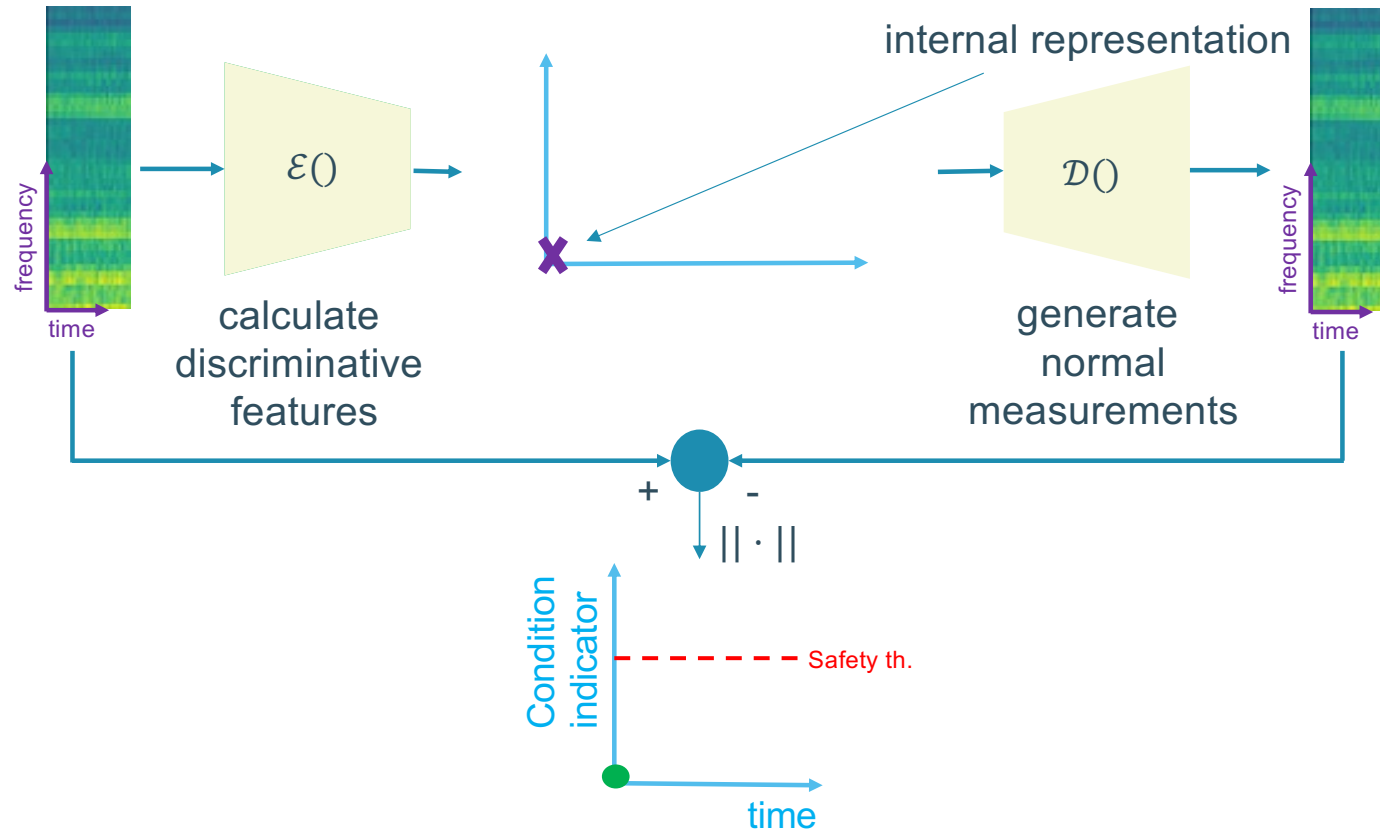 internal representation
ℰ()
𝒟()
frequency
time
calculate
discriminative
features
generate
normal
measurements
frequency
time
+
-
|| · ||
Condition
indicator
Safety th.
time